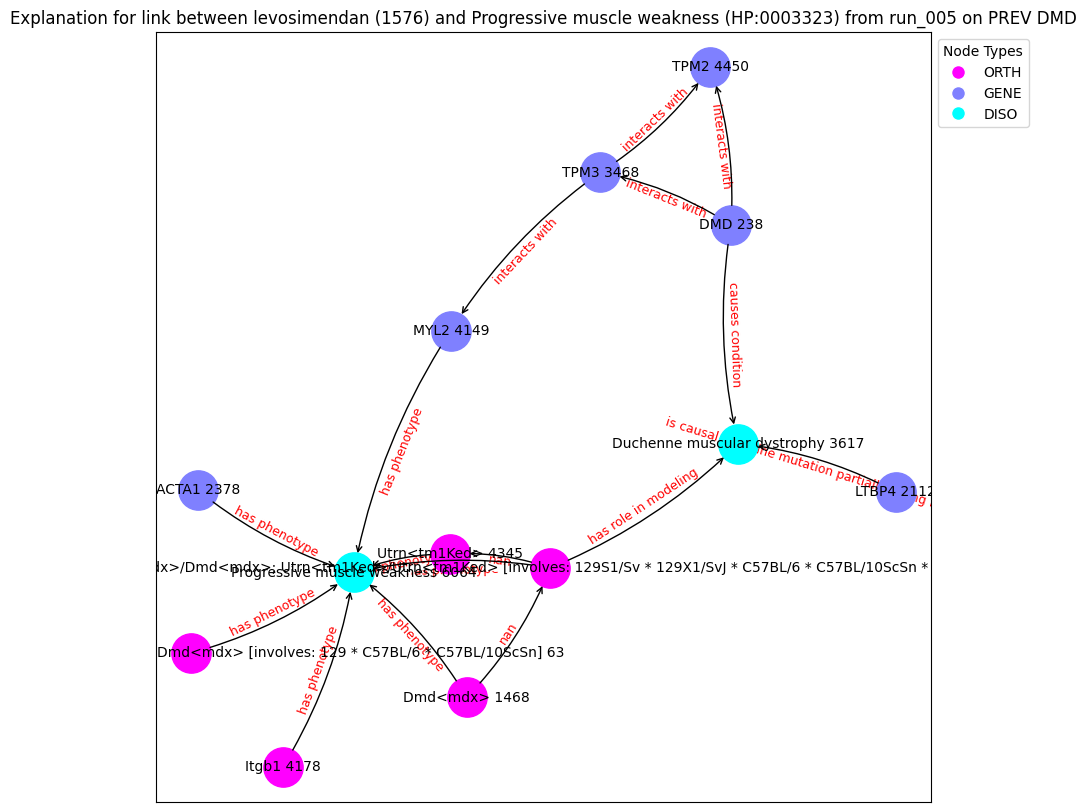 Explanation for link between levosimendan (1576) and Progressive muscle weakness (HP:0003323) from run_005 on PREV DMD
Node Types
ORTH
GENE
DISO
TPM2 4450
interacts with
interacts with
TPM3 3468
interacts with
DMD 238
interacts with
causes condition
MYL2 4149
has phenotype
is causal
Duchenne muscular dystrophy 3617
ne mutation partial
LTBP4 2112
ACTA1 2378
has phenotype
has role in modeling
Utrn<tm1Ked> 4345
nan
dx>/Dmd<mdx>; Utrn<tm1Ked>/Utrn<tm1Ked> [involves: 129S1/Sv * 129X1/SvJ * C57BL/6 * C57BL/10ScSn *
Progressive muscle weakness 6064
has phenotype
has phenotype
nan
Dmd<mdx> [involves: 129 * C57BL/6 * C57BL/10ScSn] 63
has phenotype
Dmd<mdx> 1468
Itgb1 4178